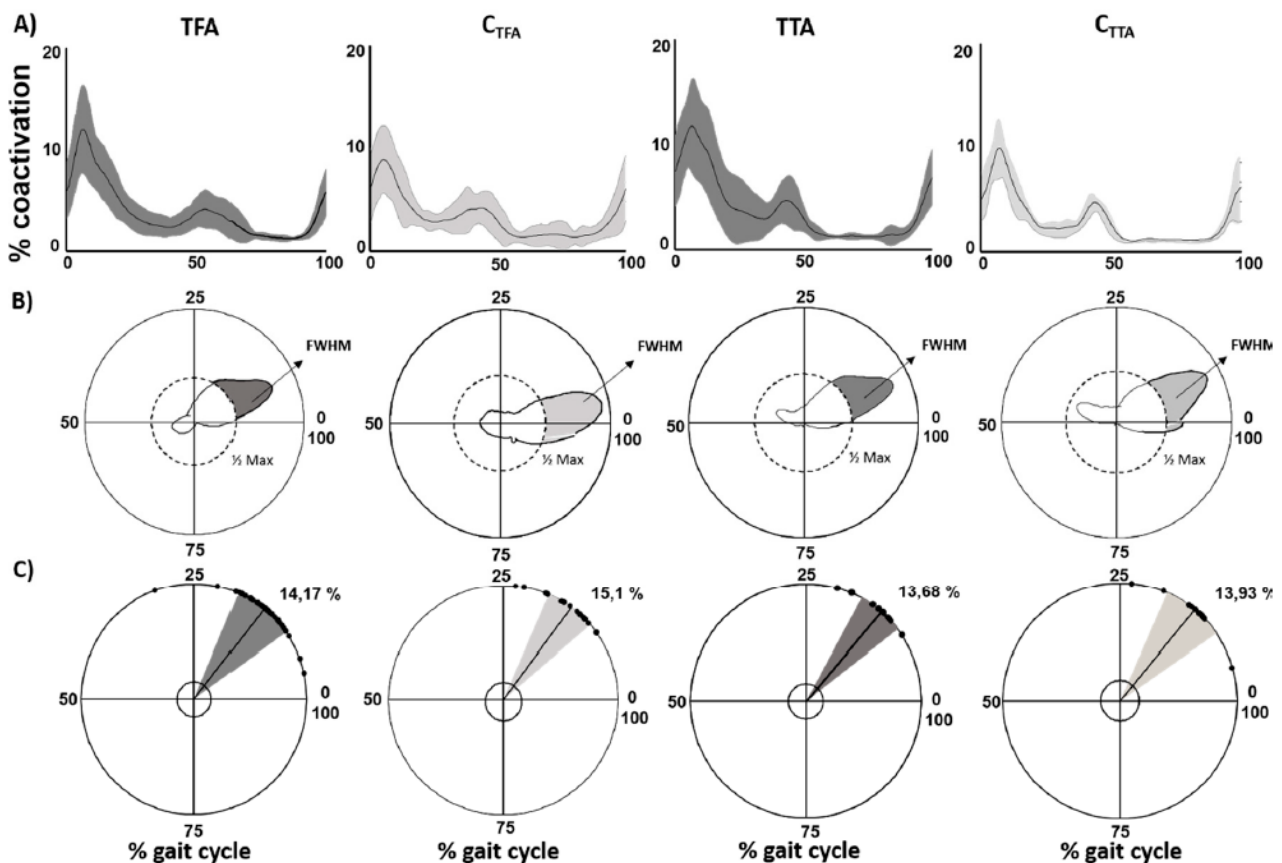 A) TFA C_TFA TTA C_TTA
% coactivation
20 20 20 20
10 10 10 10
0 0 0 0
0 50 100 0 50 100 0 50 100 0 50 100
B) 25 25 25 25
FWHM FWHM FWHM FWHM
50 0 50 0 50 0 50 0
100 100 100 100
½ Max ½ Max ½ Max ½ Max
75 75 75 75
C) 25 25 25 25
14,17 % 15,1 % 13,68 % 13,93 %
50 0 50 0 50 0 50 0
100 100 100 100
75 75 75 75
% gait cycle % gait cycle % gait cycle % gait cycle